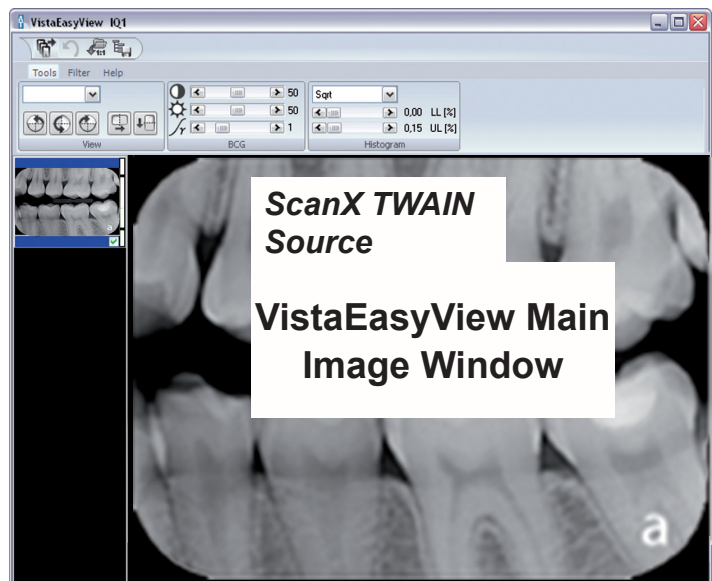 VistaEasyView IQ1
Tools Filter Help
50
50
1
Sqrt
0,00 LL [%]
0,15 UL [%]
View BCG Histogram
a
ScanX TWAIN
Source
VistaEasyView Main
Image Window
a